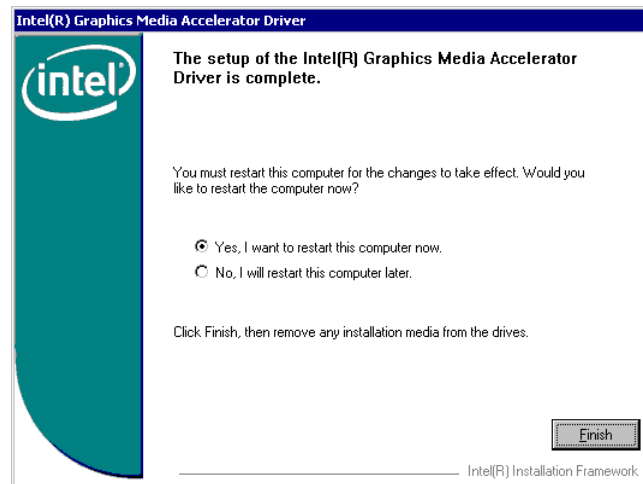 Intel(R) Graphics Media Accelerator Driver
intel
The setup of the Intel(R) Graphics Media Accelerator
Driver is complete.
You must restart this computer for the changes to take effect. Would you
like to restart the computer now?
Yes, I want to restart this computer now.
No, I will restart this computer later.
Click Finish, then remove any installation media from the drives.
Finish
Intel(R) Installation Framework